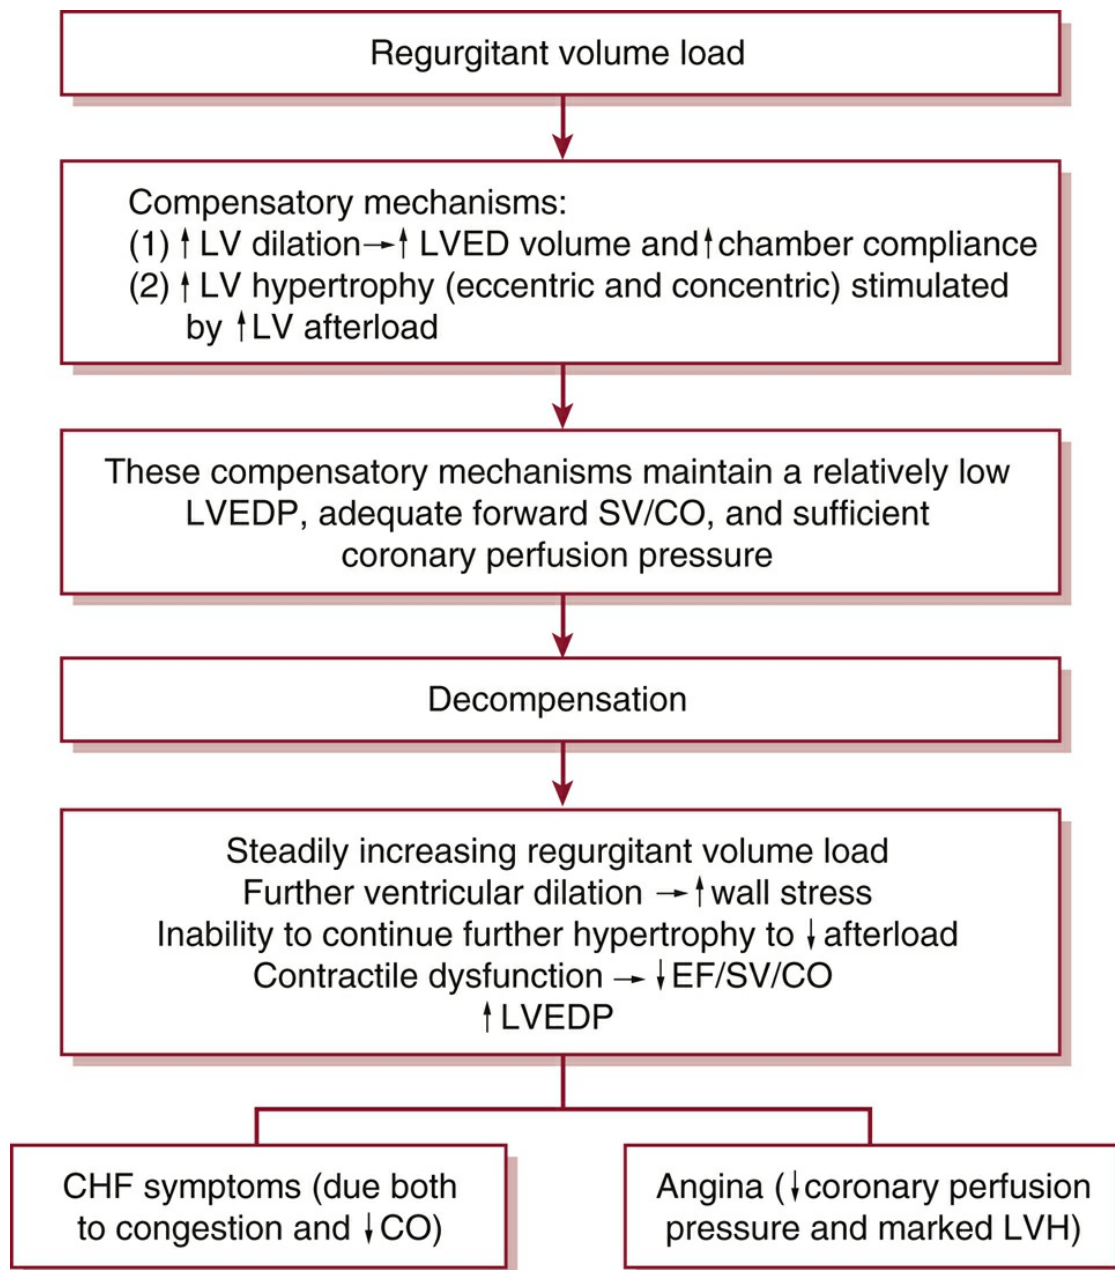 Regurgitant volume load
Compensatory mechanisms:
(1) ↑ LV dilation→↑ LVED volume and ↑ chamber compliance
(2) ↑ LV hypertrophy (eccentric and concentric) stimulated
by ↑ LV afterload
These compensatory mechanisms maintain a relatively low
LVEDP, adequate forward SV/CO, and sufficient
coronary perfusion pressure
Decompensation
Steadily increasing regurgitant volume load
Further ventricular dilation → ↑ wall stress
Inability to continue further hypertrophy to ↓ afterload
Contractile dysfunction → ↓ EF/SV/CO
↑ LVEDP
CHF symptoms (due both
to congestion and ↓ CO)
Angina (↓ coronary perfusion
pressure and marked LVH)